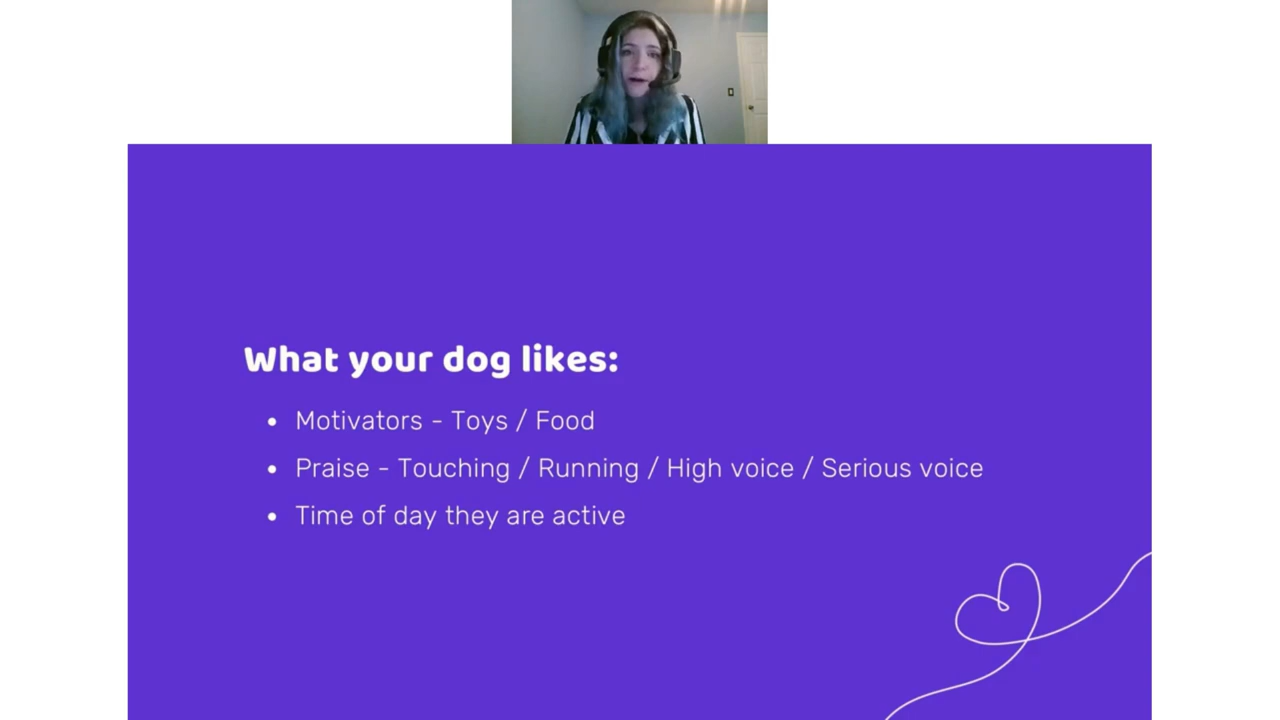 What your dog likes:
• Motivators - Toys / Food
• Praise - Touching / Running / High voice / Serious voice
• Time of day they are active